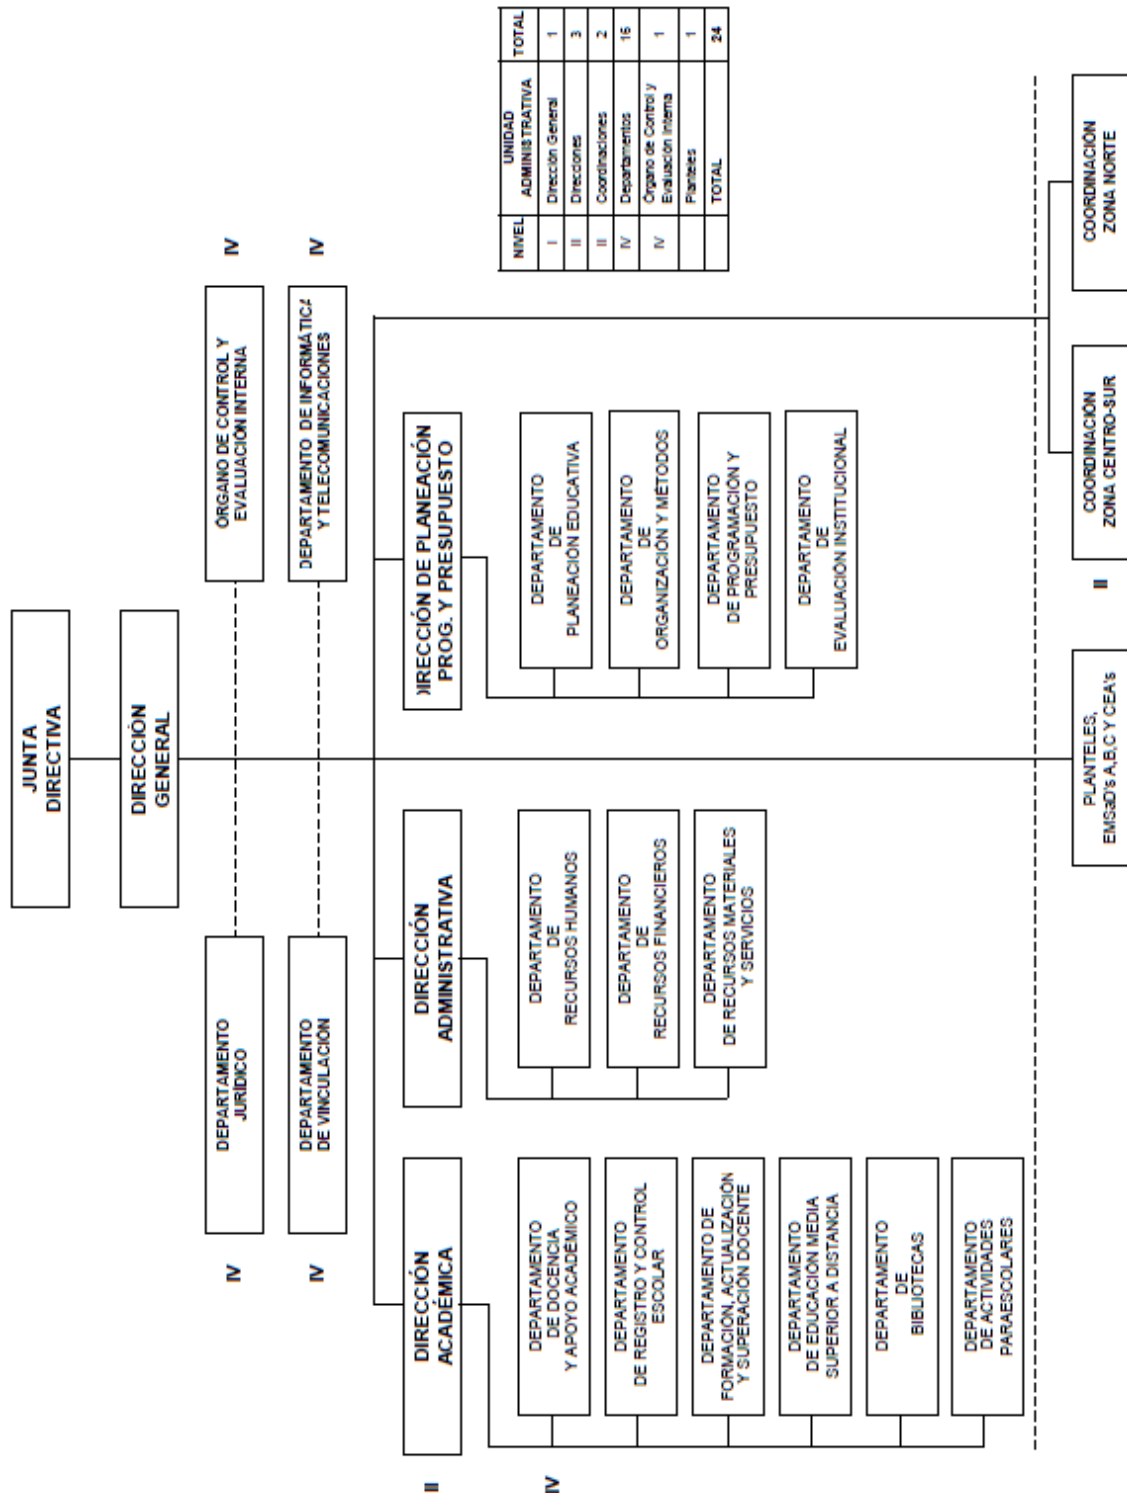 JUNTA
DIRECTIVA
DIRECCIÓN
GENERAL
IV
DEPARTAMENTO
JURÍDICO
ÓRGANO DE CONTROL Y
EVALUACIÓN INTERNA
IV
IV
DEPARTAMENTO
DE VINCULACIÓN
DEPARTAMENTO DE INFORMÁTICA
Y TELECOMUNICACIONES
IV
II
DIRECCIÓN
ACADÉMICA
DIRECCIÓN
ADMINISTRATIVA
DIRECCIÓN DE PLANEACIÓN
PROG. Y PRESUPUESTO
IV
DEPARTAMENTO
DE DOCENCIA
Y APOYO ACADÉMICO
DEPARTAMENTO
DE REGISTRO Y CONTROL
ESCOLAR
DEPARTAMENTO DE
FORMACIÓN, ACTUALIZACIÓN
Y SUPERACIÓN DOCENTE
DEPARTAMENTO
DE EDUCACIÓN MEDIA
SUPERIOR A DISTANCIA
DEPARTAMENTO
DE
BIBLIOTECAS
DEPARTAMENTO
DE ACTIVIDADES
PARAESCOLARES
DEPARTAMENTO
DE
RECURSOS HUMANOS
DEPARTAMENTO
DE
RECURSOS FINANCIEROS
DEPARTAMENTO
DE RECURSOS MATERIALES
Y SERVICIOS
DEPARTAMENTO
DE
PLANEACIÓN EDUCATIVA
DEPARTAMENTO
DE
ORGANIZACIÓN Y MÉTODOS
DEPARTAMENTO
DE PROGRAMACIÓN Y
PRESUPUESTO
DEPARTAMENTO
DE
EVALUACIÓN INSTITUCIONAL
NIVEL UNIDAD ADMINISTRATIVA TOTAL
I Dirección General 1
II Direcciones 3
II Coordinaciones 2
IV Departamentos 16
IV Órgano de Control y Evaluación Interna 1
Planteles 1
TOTAL 24
PLANTELES,
EMSaD's A,B,C Y CEA's
II
COORDINACIÓN
ZONA CENTRO-SUR
COORDINACIÓN
ZONA NORTE